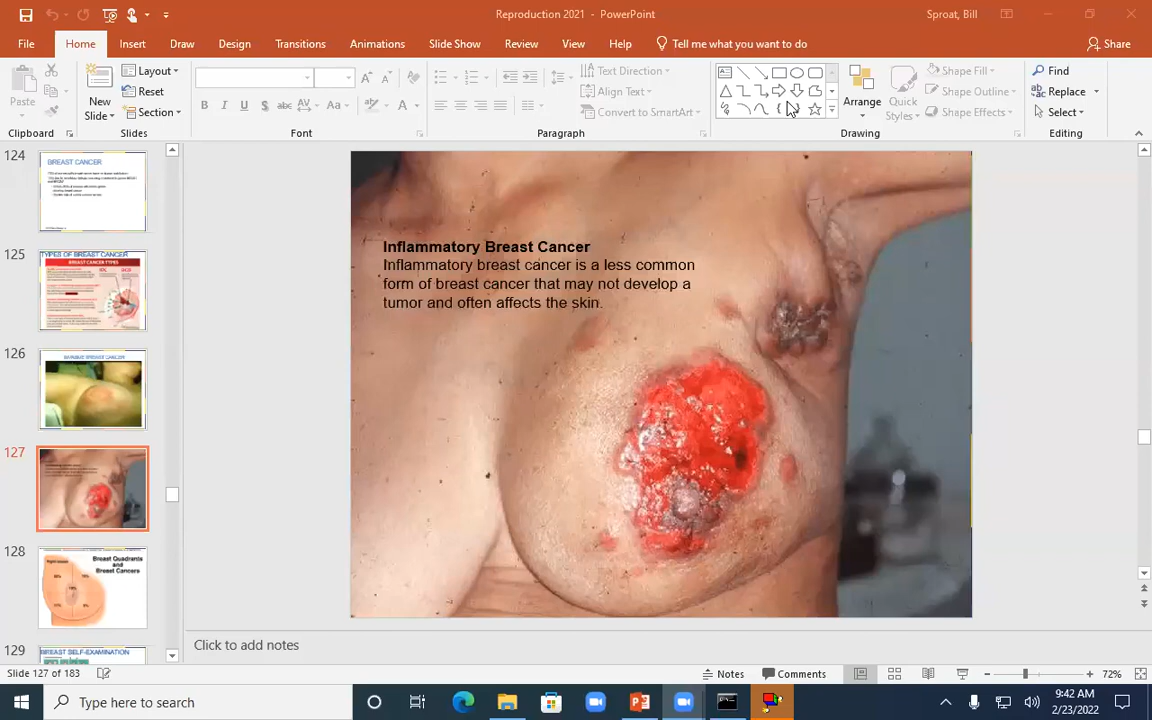 Reproduction 2021 - PowerPoint
Sproat, Bill
File Home Insert Draw Design Transitions Animations Slide Show Review View Help Tell me what you want to do Share
Paste
New Slide
Layout
Reset
Section
B I U S abc AV Aa A
Text Direction
Align Text
Convert to SmartArt
Arrange
Quick Styles
Shape Fill
Shape Outline
Shape Effects
Find
Replace
Select
Clipboard Slides Font Paragraph Drawing Editing
124
BREAST CANCER
125
TYPES OF BREAST CANCER
BREAST CANCER TYPES
126
127
128
Breast Quadrants
and
Breast Cancers
129
BREAST SELF-EXAMINATION
Inflammatory Breast Cancer
Inflammatory breast cancer is a less common
form of breast cancer that may not develop a
tumor and often affects the skin.
Click to add notes
Slide 127 of 183
Notes
Comments
72%
Type here to search
9:42 AM
2/23/2022